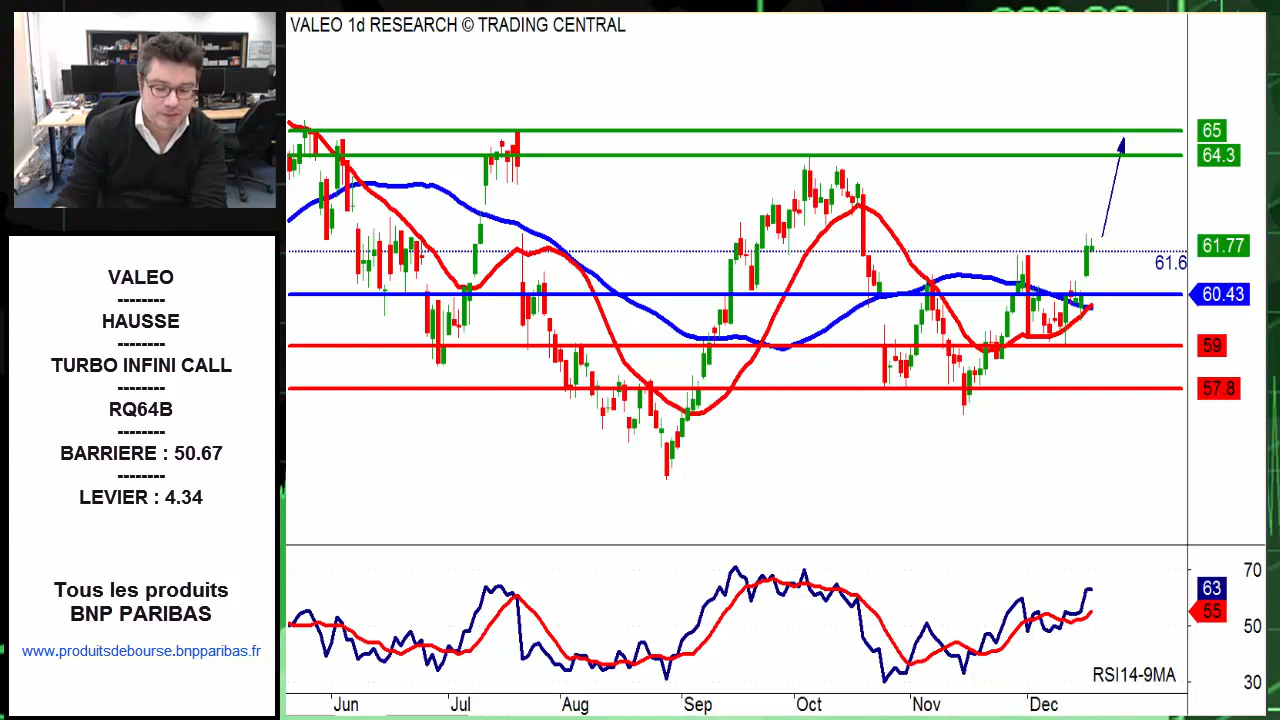 VALEO 1d RESEARCH © TRADING CENTRAL
65
64.3
61.77
61.6
60.43
59
57.8
VALEO
--------
HAUSSE
--------
TURBO INFINI CALL
--------
RQ64B
--------
BARRIERE : 50.67
--------
LEVIER : 4.34
Tous les produits
BNP PARIBAS
www.produitsdebourse.bnpparibas.fr
70
63
55
50
30
RSI14-9MA
Jun Jul Aug Sep Oct Nov Dec